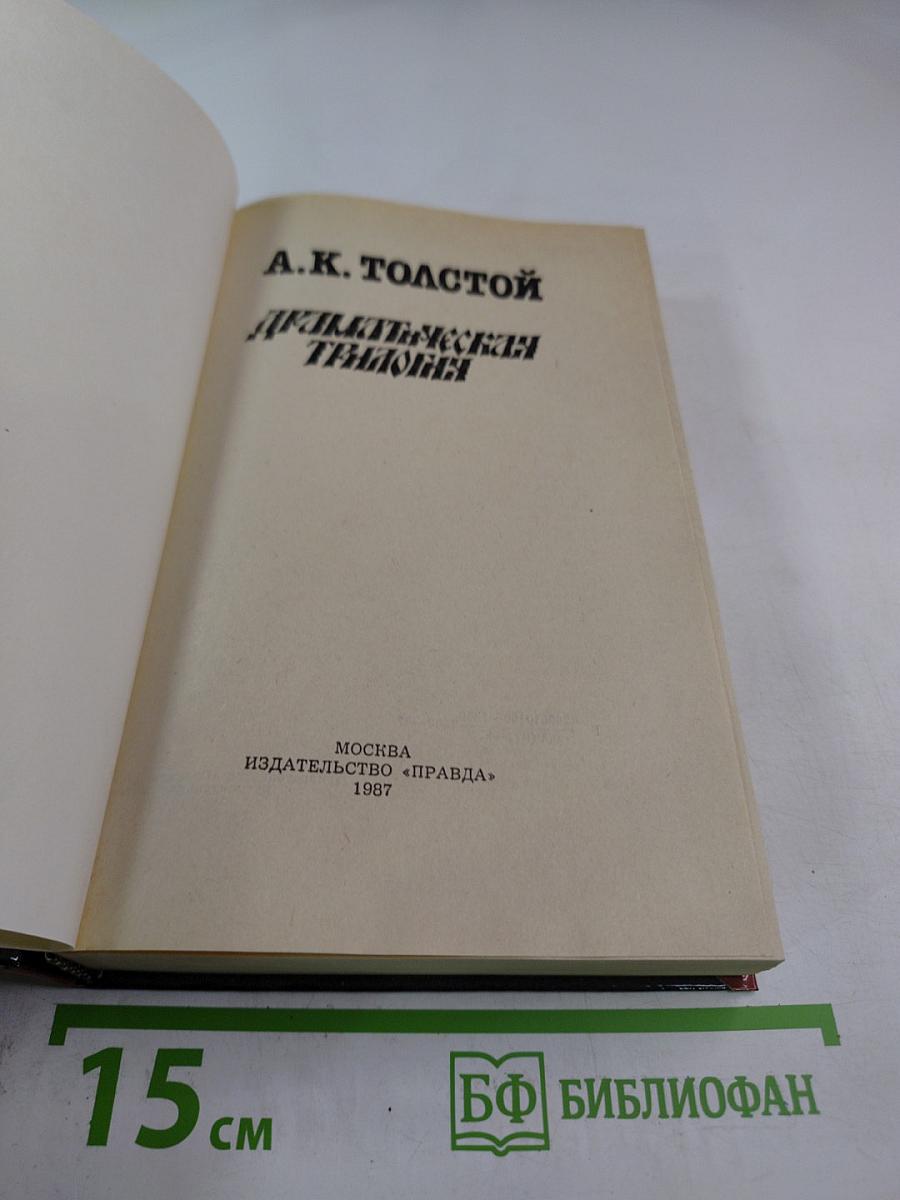 А.К. ТОЛСТОЙ
ДРАМАТИЧЕСКАЯ
ТРИЛОГИЯ
МОСКВА
ИЗДАТЕЛЬСТВО «ПРАВДА»
1987
15 см
БФ БИБЛИОФАН